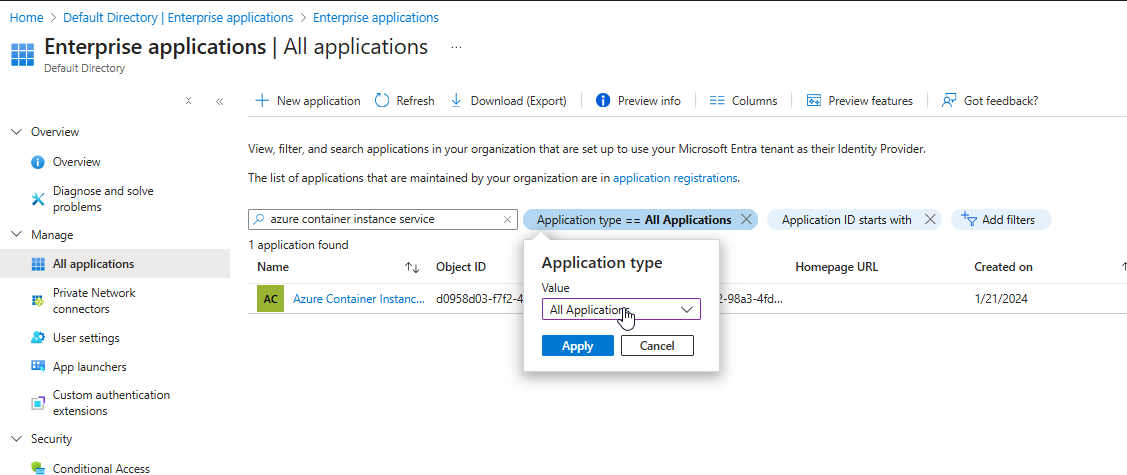 Home > Default Directory | Enterprise applications > Enterprise applications
Enterprise applications | All applications ...
Default Directory
New application
Refresh
Download (Export)
Preview info
Columns
Preview features
Got feedback?
Overview
Overview
Diagnose and solve
problems
Manage
All applications
Private Network
connectors
User settings
App launchers
Custom authentication
extensions
Security
Conditional Access
View, filter, and search applications in your organization that are set up to use your Microsoft Entra tenant as their Identity Provider.
The list of applications that are maintained by your organization are in application registrations.
azure container instance service
Application type == All Applications
Application ID starts with
Add filters
1 application found
Name
Object ID
Homepage URL
Created on
AC
Azure Container Instanc...
d0958d03-f7f2-4
-98a3-4fd...
1/21/2024
Application type
Value
All Applications
Apply
Cancel